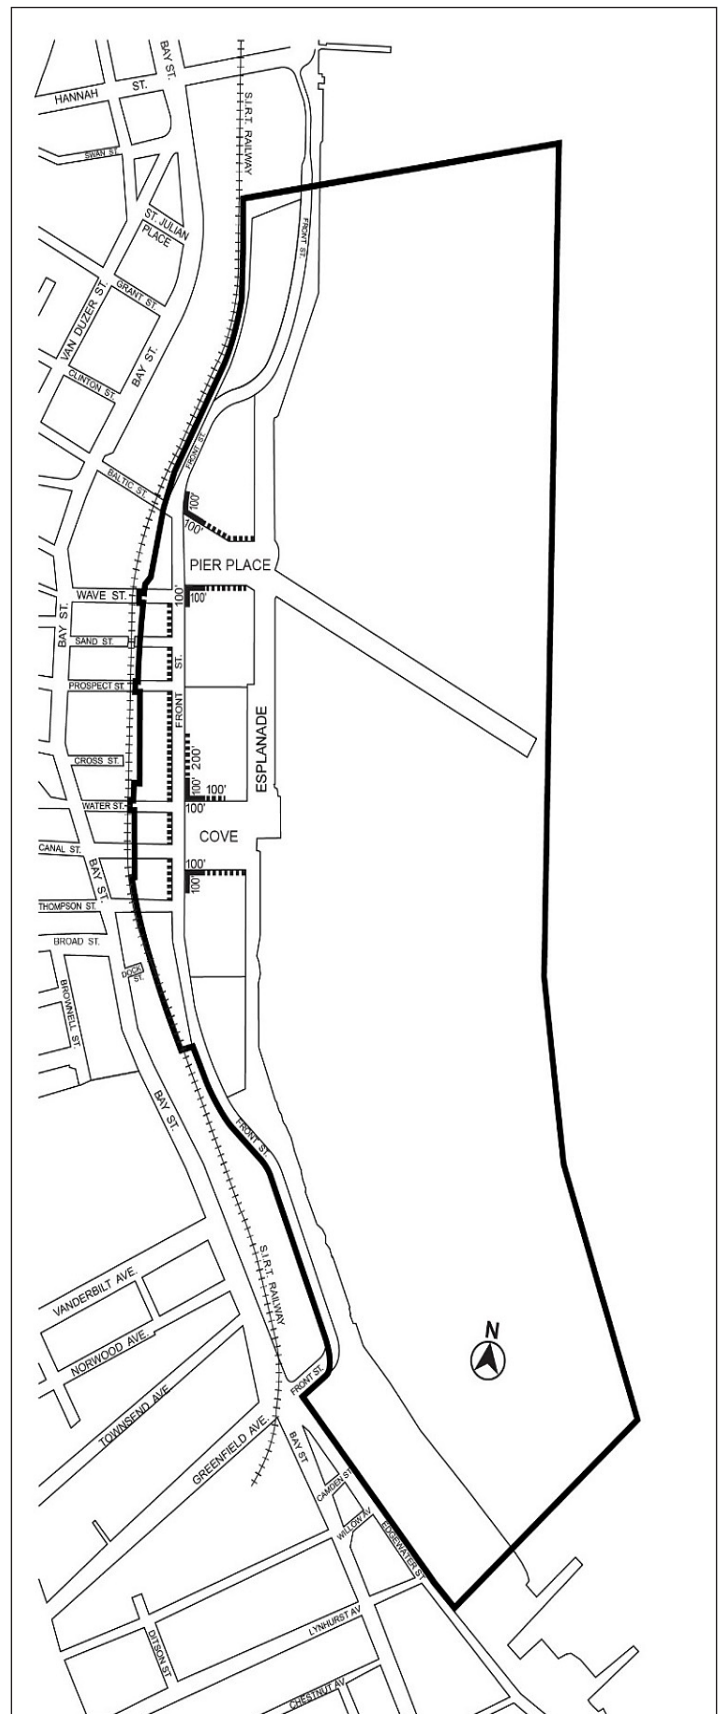 BAY ST.
HANNAH ST.
S.I.R.T. RAILWAY
SWAN ST.
ST. JULIAN
PLACE
FRONT ST.
GRANT ST.
VAN DUZER ST.
BAY ST.
CLINTON ST.
FRONT ST.
BALTIC ST.
100'
100'
PIER PLACE
WAVE ST.
100'
100'
BAY ST.
SAND ST.
FRONT ST.
PROSPECT ST.
ESPLANADE
200'
CROSS ST.
100'
100'
WATER ST.
100'
COVE
CANAL ST.
100'
BAY ST.
100'
THOMPSON ST.
BROAD ST.
DOCK
ST.
BROWNELL ST.
BAY ST.
FRONT ST.
S.I.R.T. RAILWAY
VANDERBILT AVE.
N
NORWOOD AVE.
FRONT ST.
TOWNSEND AVE
GREENFIELD AVE.
BAY ST
CAMDEN ST
WILLOW AV
EDGEWATER ST
LYNHURST AV
DITSON ST
CHESTNUT AV